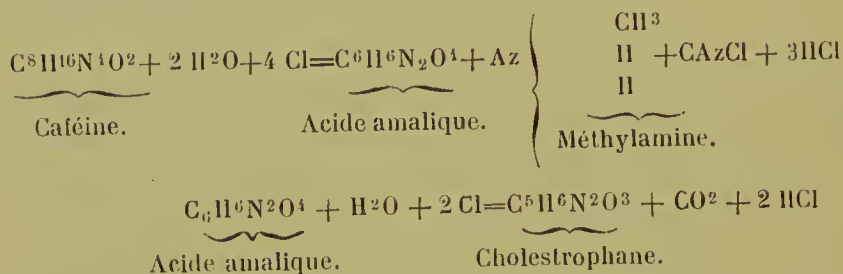 CH³
C⁸H¹⁶N⁴O² + 2 H²O + 4 Cl = C⁶H⁶N₂O⁴ + Az { H + CAzCl + 3HCl
H
Caféine. Acide amalique. Méthylamine.
C₆H⁶N²O⁴ + H²O + 2 Cl = C⁵H⁶N²O³ + CO² + 2 HCl
Acide amalique. Cholestrophane.